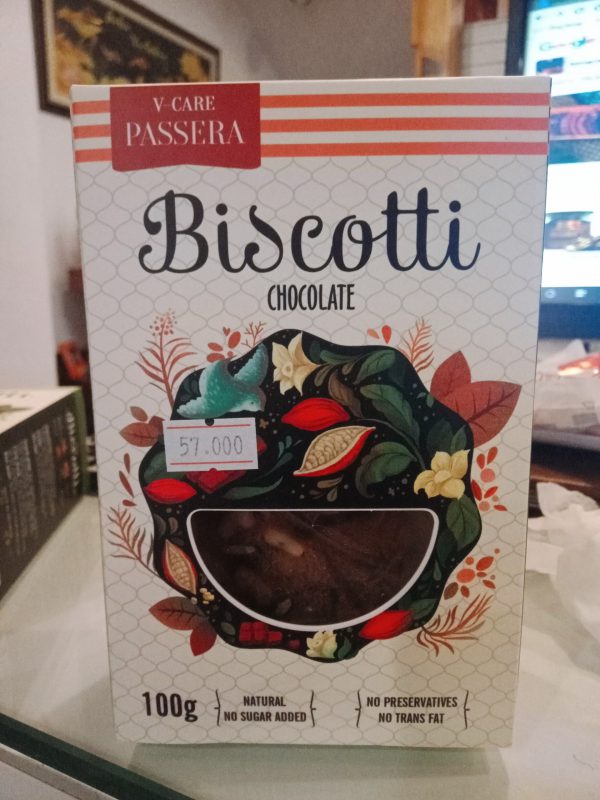 V-CARE
PASSERA
Biscotti
CHOCOLATE
57.000
100g
NATURAL
NO SUGAR ADDED
NO PRESERVATIVES
NO TRANS FAT